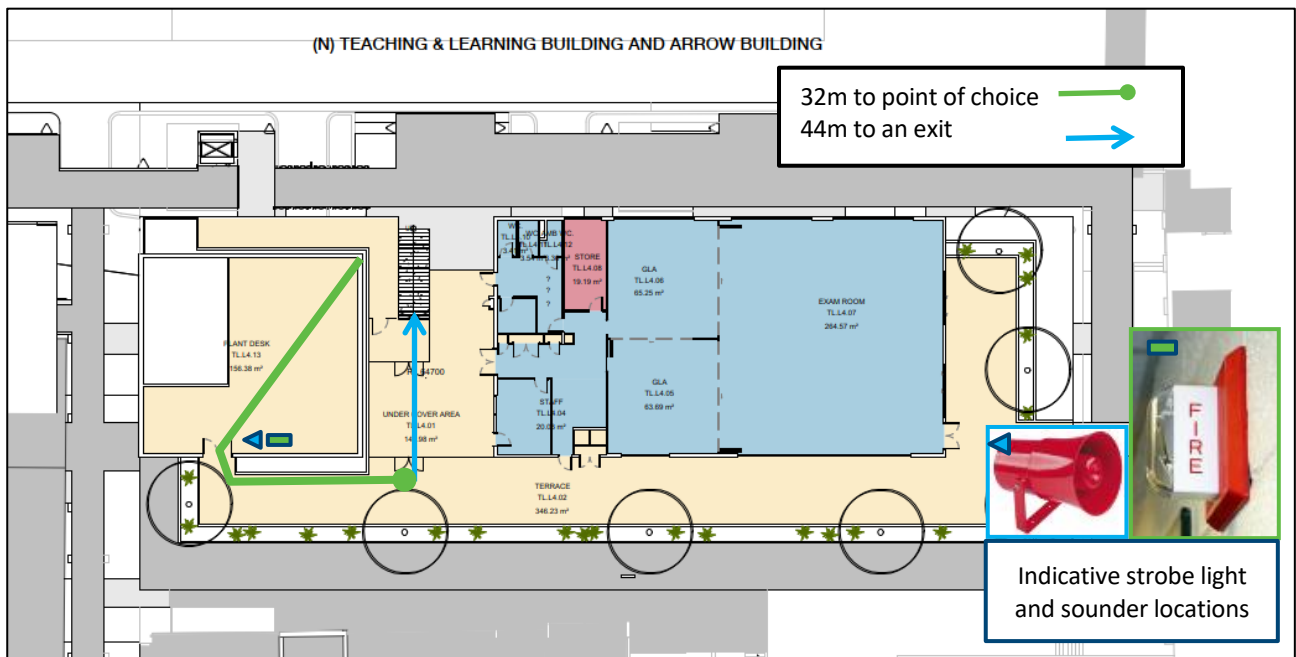 (N) TEACHING & LEARNING BUILDING AND ARROW BUILDING
32m to point of choice
44m to an exit
STORE
TL.L4.08
19.19 m²
GLA
TL.L4.06
65.25 m²
EXAM ROOM
TL.L4.07
264.57 m²
PLANT DESK
TL.L4.13
156.38 m²
64700
GLA
TL.L4.05
63.69 m²
STAFF
TL.L4.04
UNDER COVER AREA
TL.L4.01
TERRACE
TL.L4.02
346.23 m²
?
?
?
FIRE
Indicative strobe light
and sounder locations